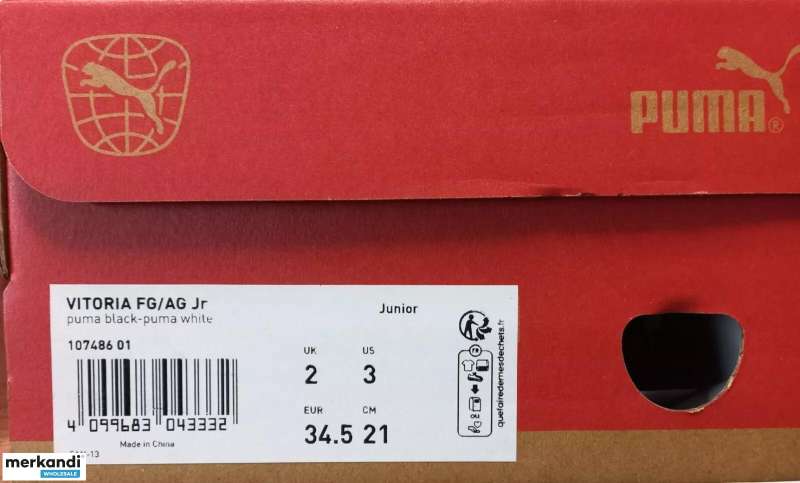 PUMA®
VITORIA FG/AG Jr
puma black-puma white
Junior
107486 01
UK US
2 3
EUR CM
34.5 21
4 099683 043332
Made in China
FR
quefairedemesdechets.fr
merkandi
WHOLESALE